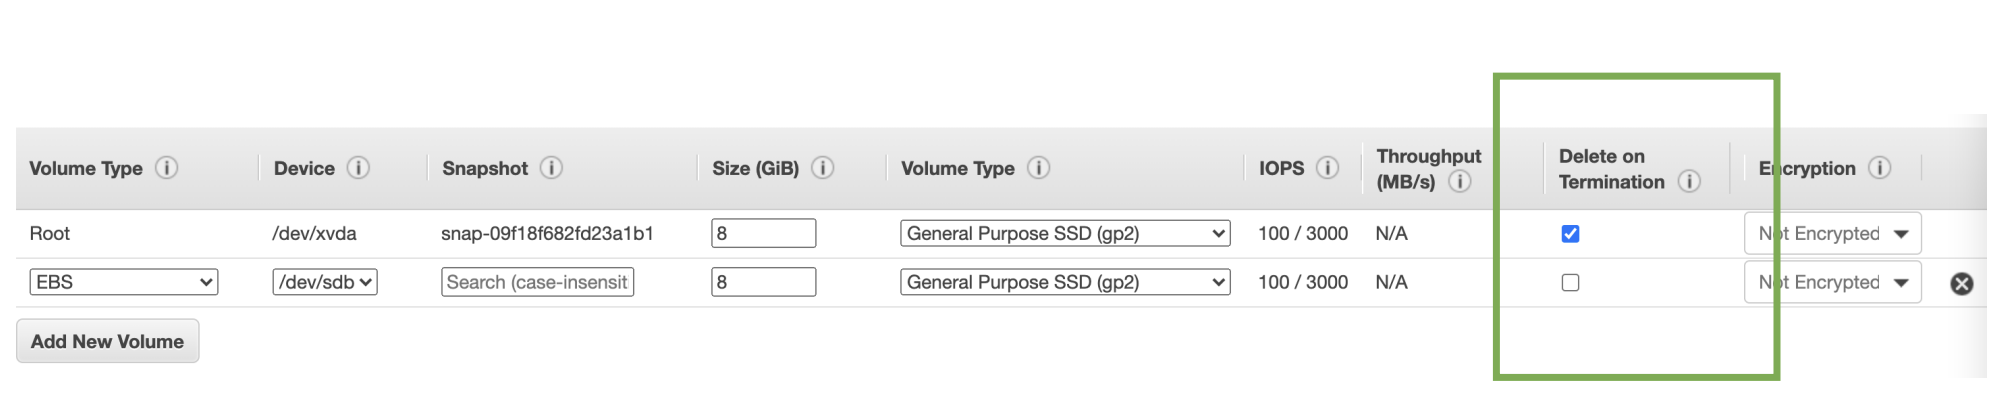 Volume Type Device Snapshot Size (GiB) Volume Type IOPS Throughput (MB/s) Delete on Termination Encryption
Root /dev/xvda snap-09f18f682fd23a1b1 8 General Purpose SSD (gp2) 100 / 3000 N/A Not Encrypted
EBS /dev/sdb Search (case-insensit 8 General Purpose SSD (gp2) 100 / 3000 N/A Not Encrypted
Add New Volume